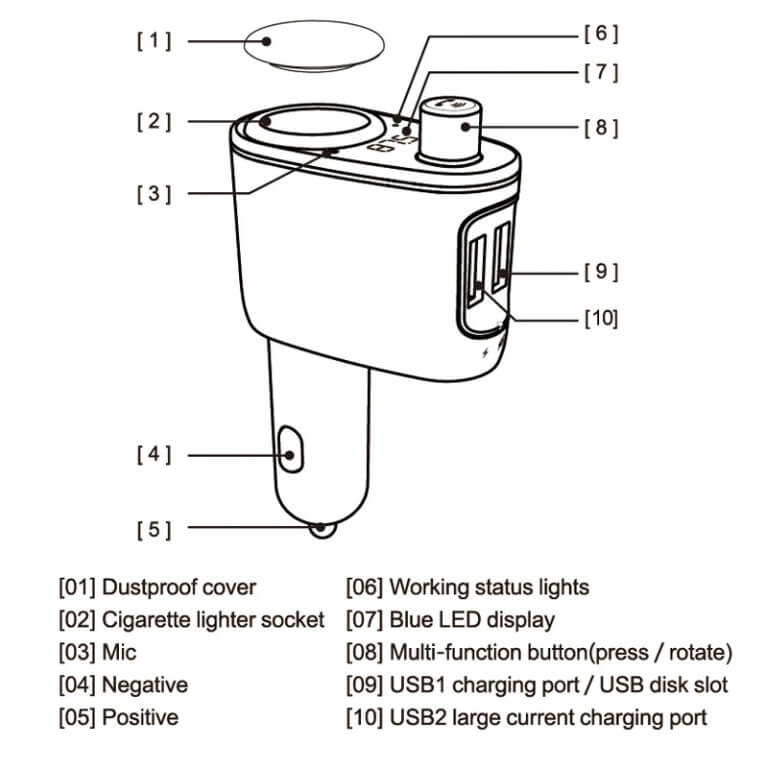 [1]
[6]
[7]
[2]
[8]
875
[3]
[9]
[10]
[4]
[5]
[01] Dustproof cover
[02] Cigarette lighter socket
[03] Mic
[04] Negative
[05] Positive
[06] Working status lights
[07] Blue LED display
[08] Multi-function button(press / rotate)
[09] USB1 charging port / USB disk slot
[10] USB2 large current charging port